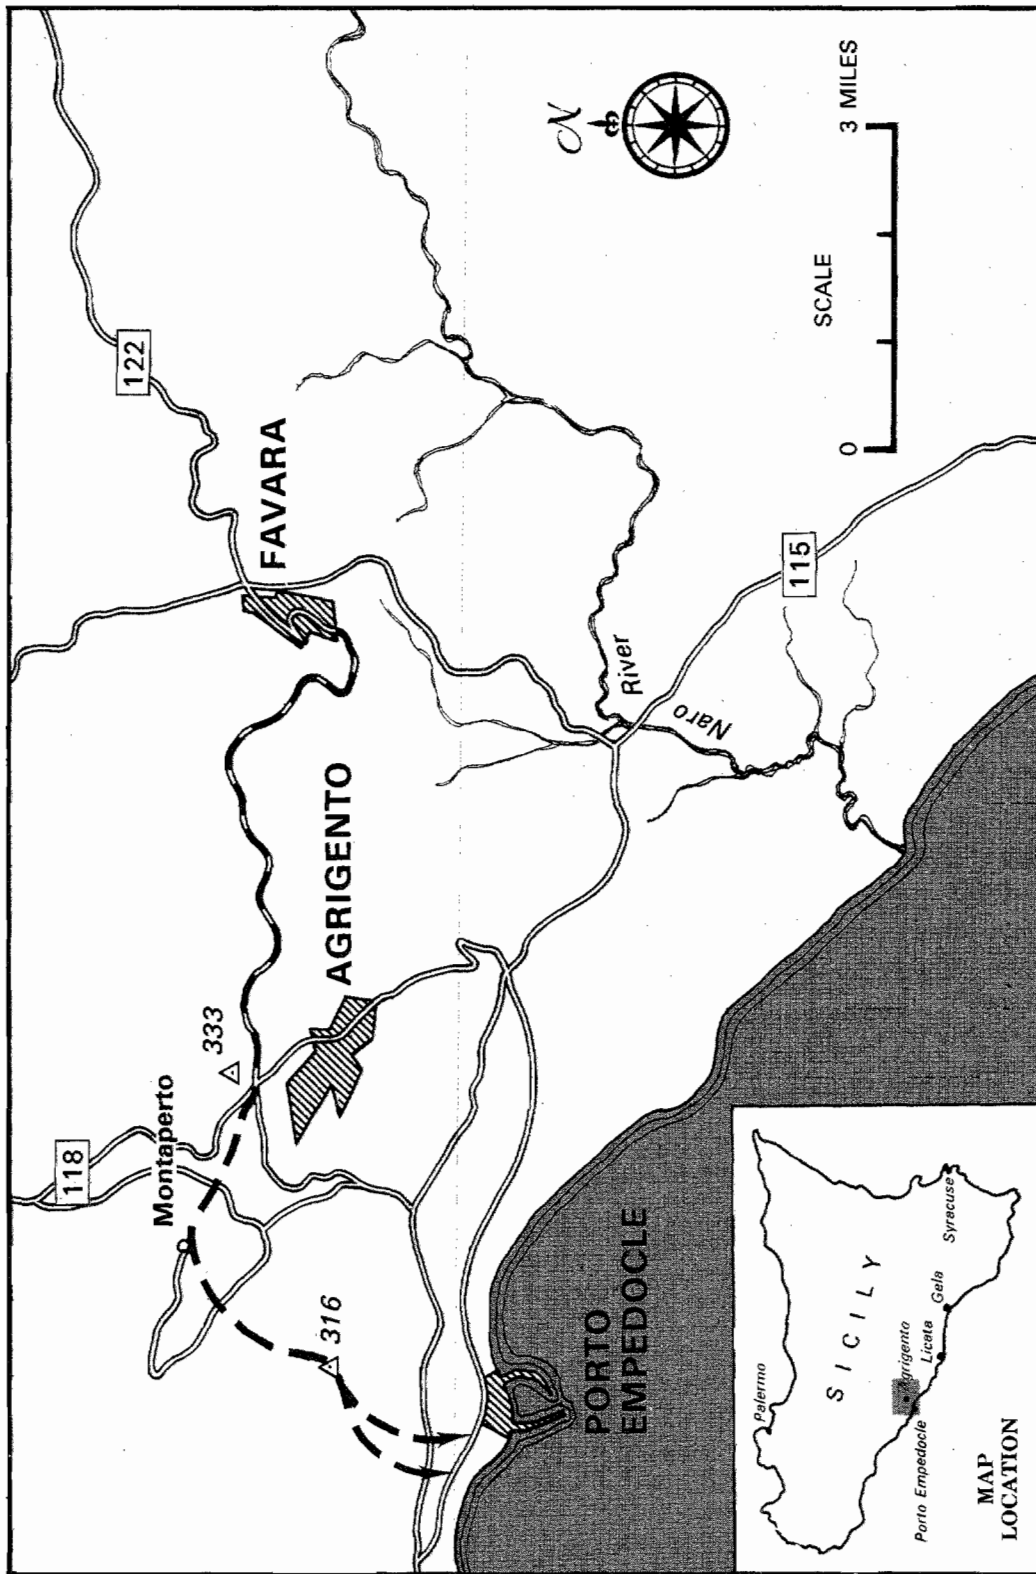 118
Montaperto
333
316
AGRIGENTO
FAVARA
122
PORTO
EMPEDOCLE
Naro
River
115
N
SCALE
0
3 MILES
Palermo
SICILY
Porto Empedocle
Agrigento
Licata
Gela
Syracuse
MAP
LOCATION